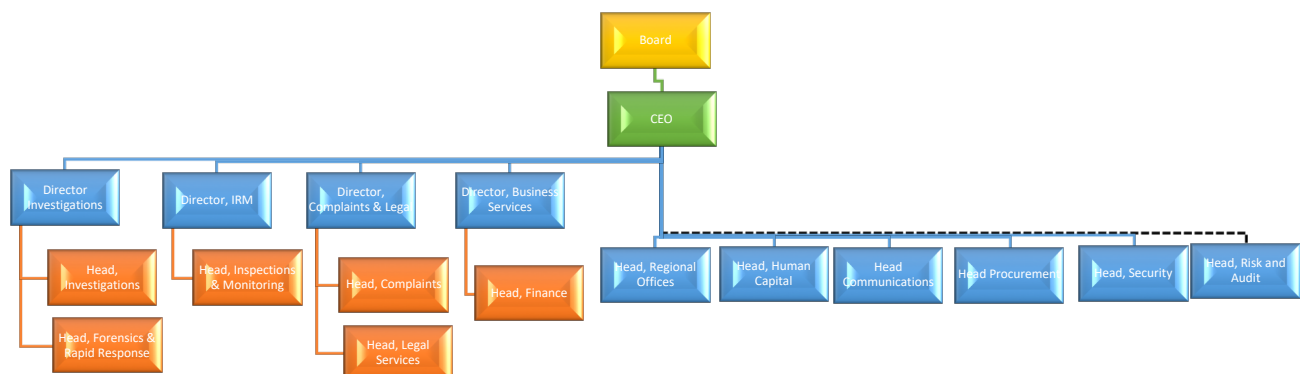 Board
CEO
Director
Investigations
Director, IRM
Director,
Complaints & Legal
Director, Business
Services
Head,
Investigations
Head, Forensics &
Rapid Response
Head, Inspections
& Monitoring
Head, Complaints
Head, Legal
Services
Head, Finance
Head, Regional
Offices
Head, Human
Capital
Head
Communications
Head Procurement
Head, Security
Head, Risk and
Audit